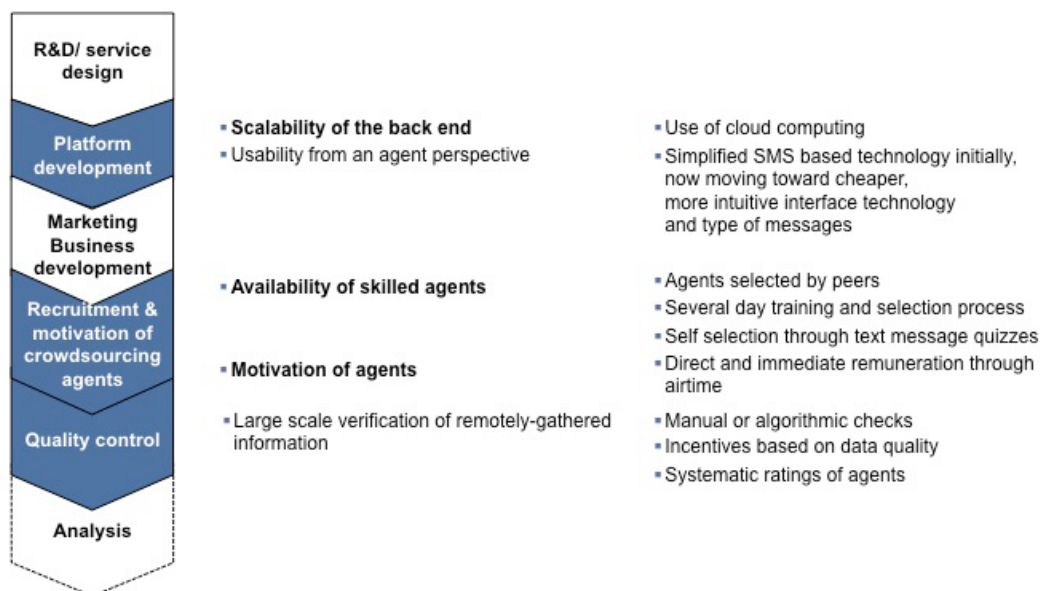 R&D/ service
design
Platform
development
▪ Scalability of the back end
▪ Usability from an agent perspective
▪ Use of cloud computing
▪ Simplified SMS based technology initially,
now moving toward cheaper,
more intuitive interface technology
and type of messages
Marketing
Business
development
Recruitment &
motivation of
crowdsourcing
agents
▪ Availability of skilled agents
▪ Agents selected by peers
▪ Several day training and selection process
▪ Self selection through text message quizzes
▪ Motivation of agents
▪ Direct and immediate remuneration through
airtime
Quality control
▪ Large scale verification of remotely-gathered
information
▪ Manual or algorithmic checks
▪ Incentives based on data quality
▪ Systematic ratings of agents
Analysis